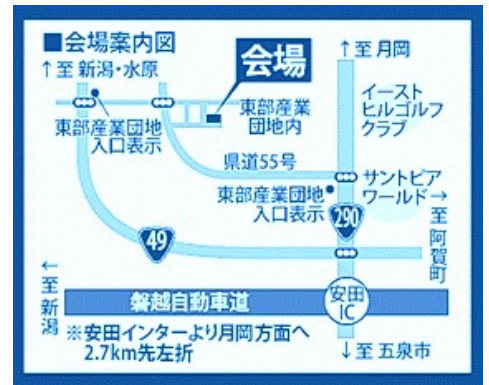 ■会場案内図
↑至 新潟・水原
会場
↑至 月岡
東部産業団地
入口表示
東部産業
団地内
イースト
ヒルゴルフ
クラブ
県道55号
サントピア
ワールド
東部産業団地
入口表示
290
49
→至 阿賀町
←至 新潟
磐越自動車道
安田
IC
※安田インターより月岡方面へ
2.7km先左折
↓至 五泉市